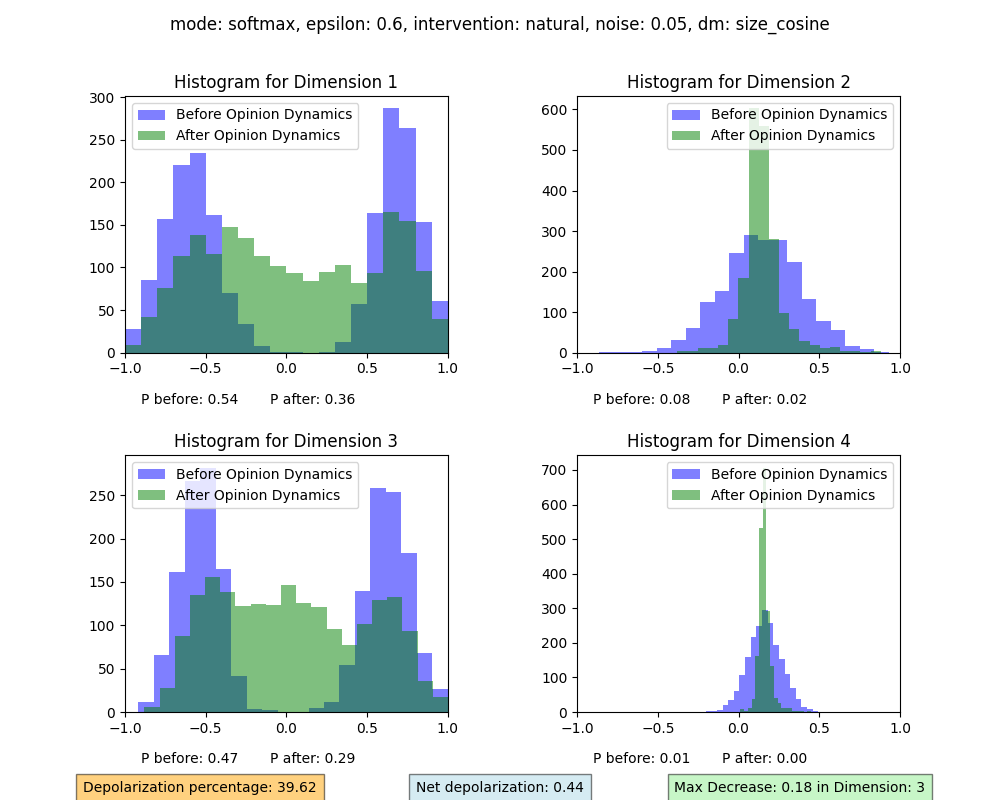 mode: softmax, epsilon: 0.6, intervention: natural, noise: 0.05, dm: size_cosine
Histogram for Dimension 1
Before Opinion Dynamics
After Opinion Dynamics
300
250
200
150
100
50
0
−1.0 −0.5 0.0 0.5 1.0
P before: 0.54 P after: 0.36
Histogram for Dimension 2
Before Opinion Dynamics
After Opinion Dynamics
600
500
400
300
200
100
0
−1.0 −0.5 0.0 0.5 1.0
P before: 0.08 P after: 0.02
Histogram for Dimension 3
Before Opinion Dynamics
After Opinion Dynamics
250
200
150
100
50
0
−1.0 −0.5 0.0 0.5 1.0
P before: 0.47 P after: 0.29
Histogram for Dimension 4
Before Opinion Dynamics
After Opinion Dynamics
700
600
500
400
300
200
100
0
−1.0 −0.5 0.0 0.5 1.0
P before: 0.01 P after: 0.00
Depolarization percentage: 39.62
Net depolarization: 0.44
Max Decrease: 0.18 in Dimension: 3